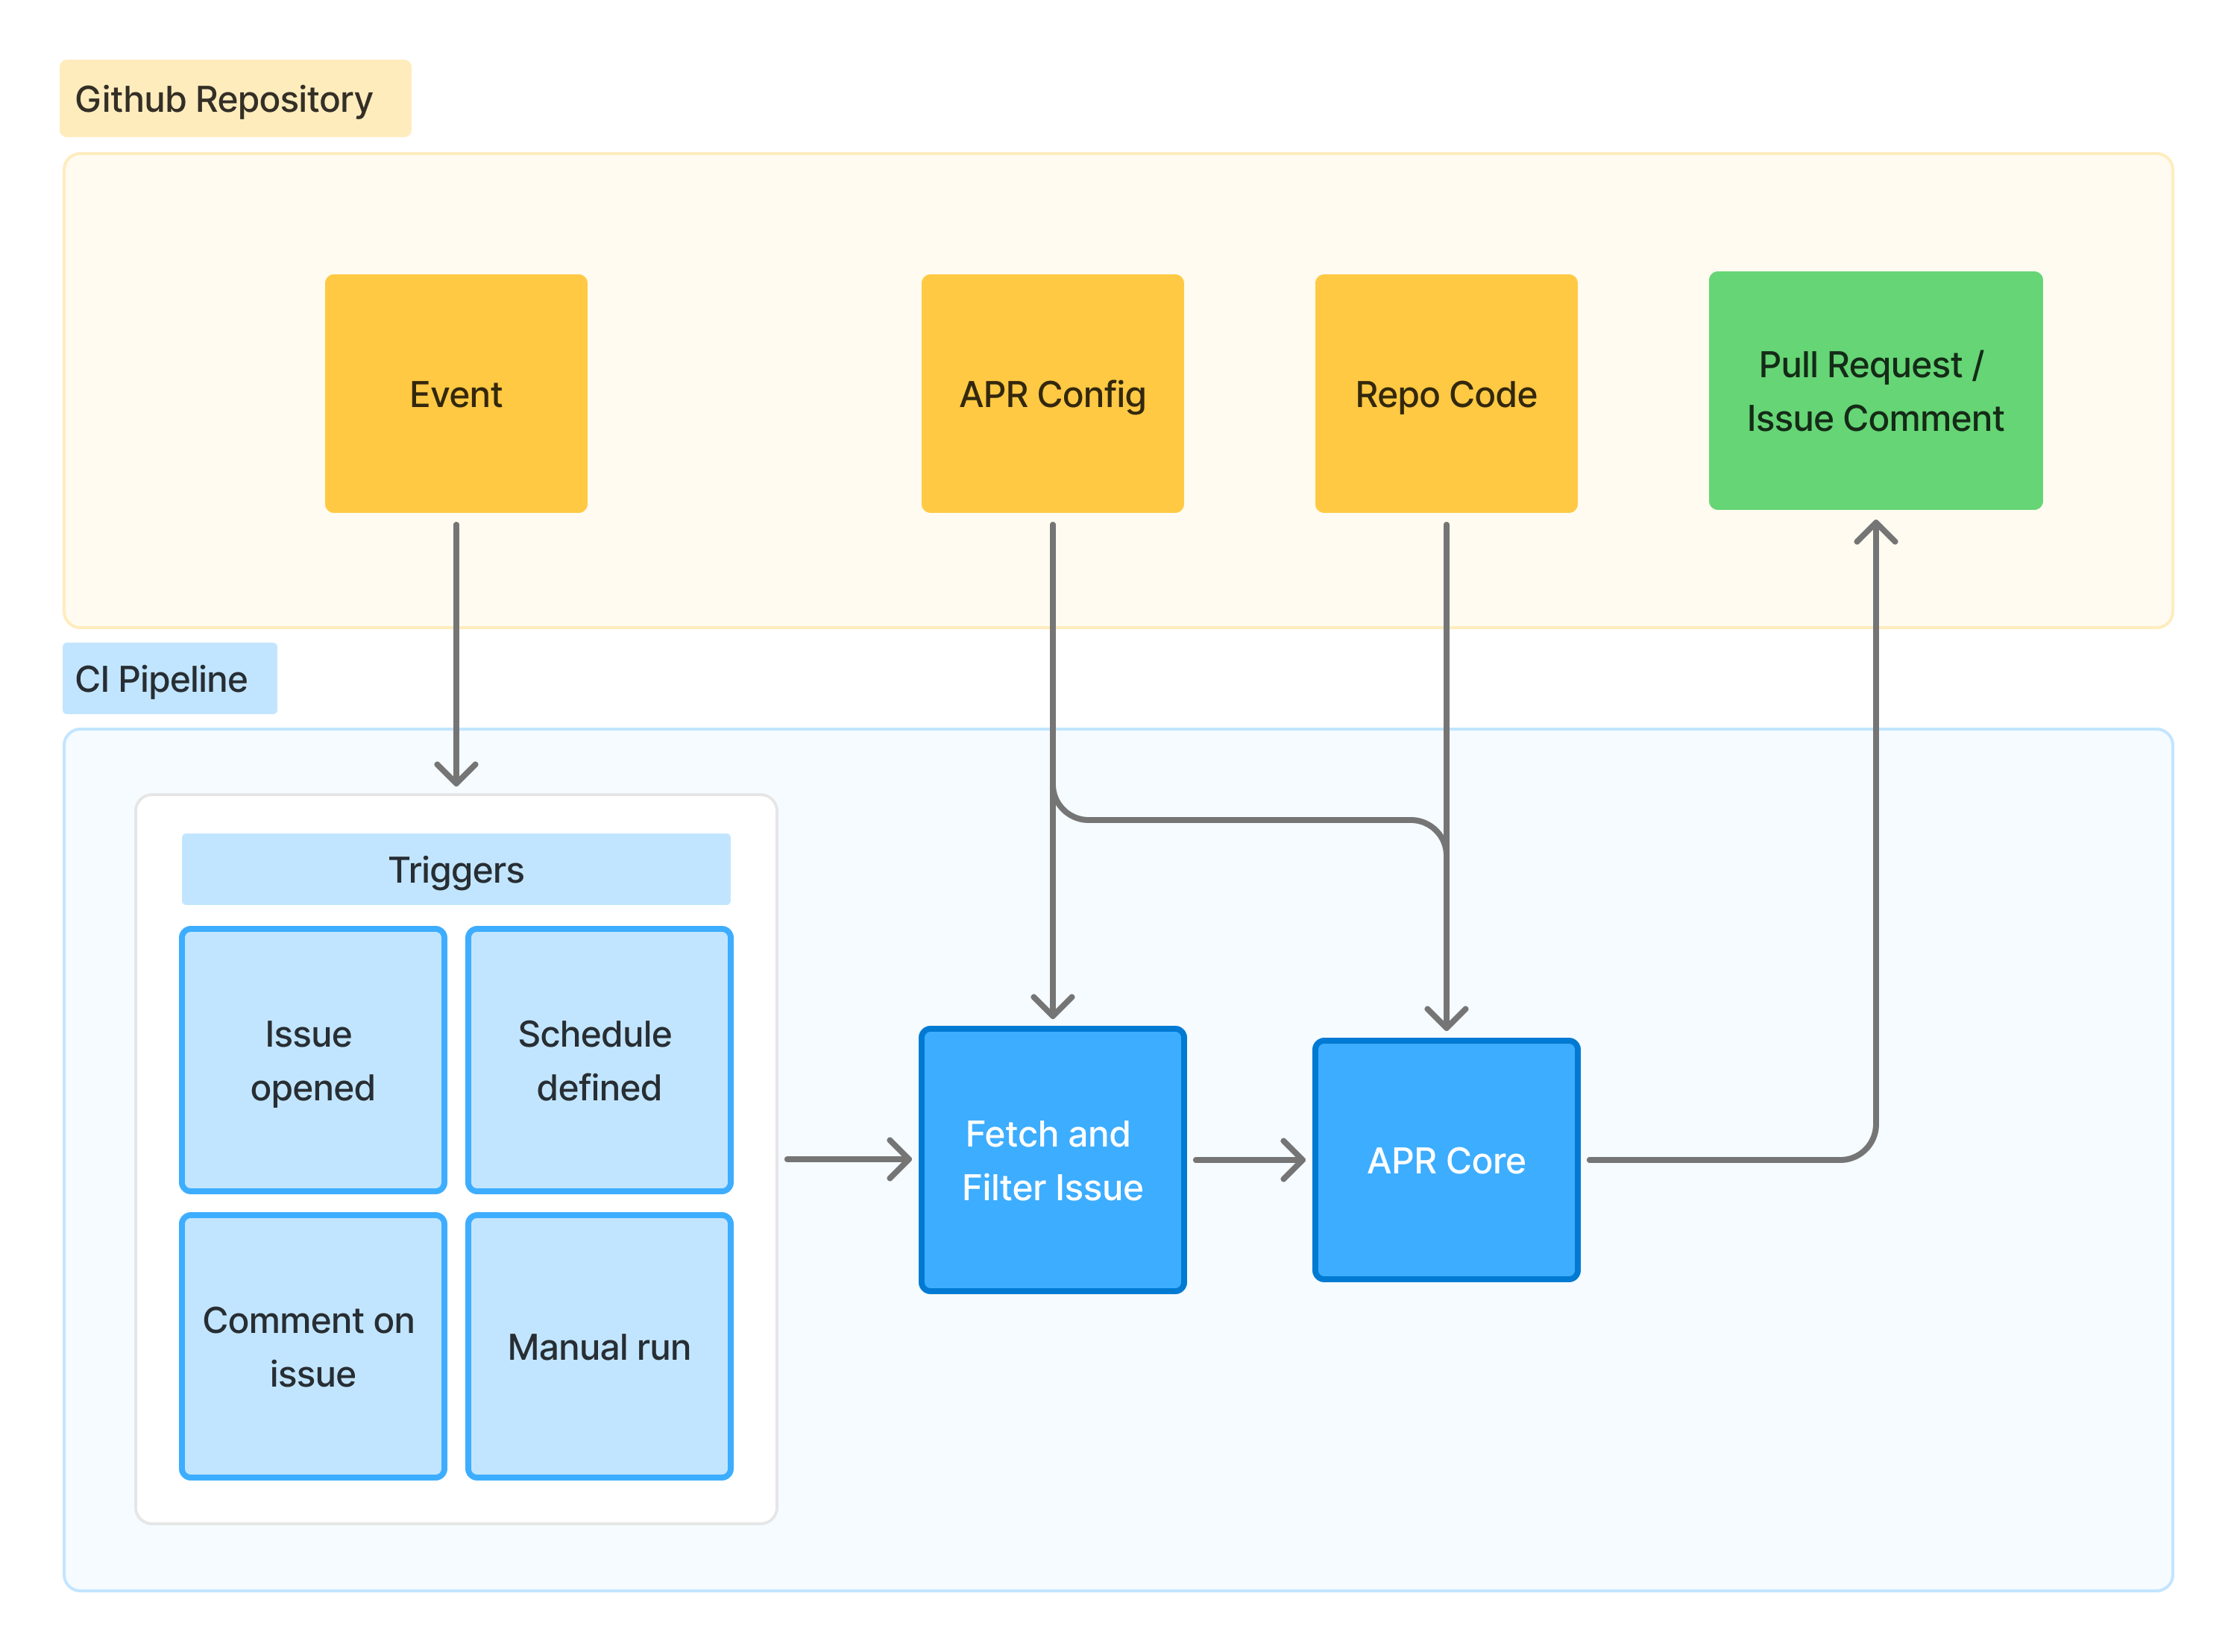 Github Repository
Event
APR Config
Repo Code
Pull Request /
Issue Comment
CI Pipeline
Triggers
Issue
opened
Schedule
defined
Comment on
issue
Manual run
Fetch and
Filter Issue
APR Core